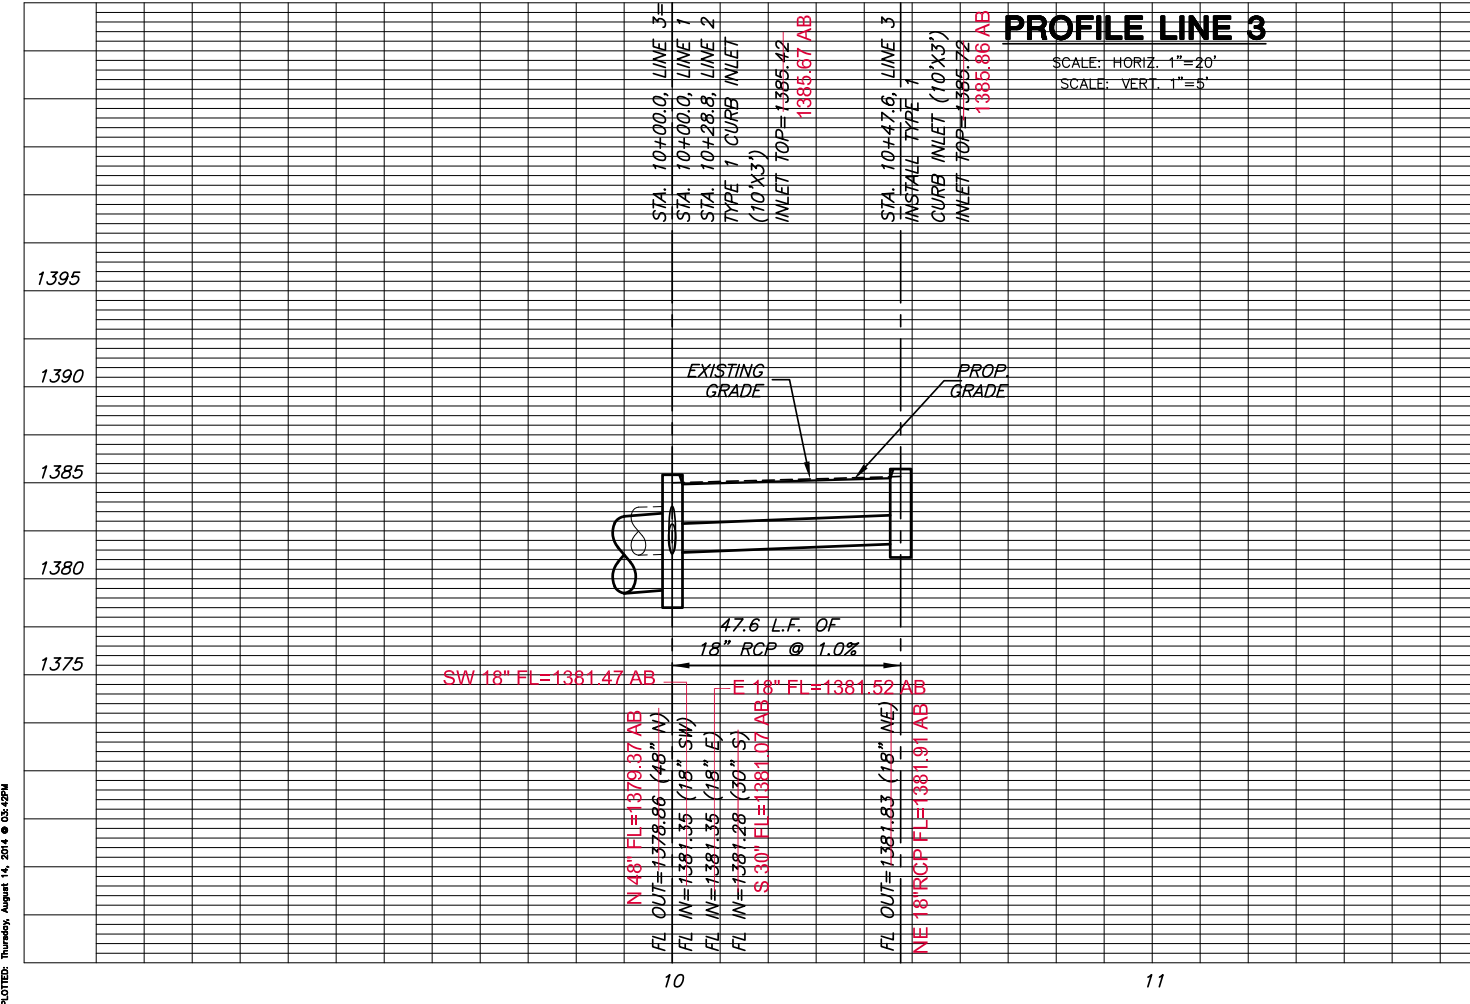 PROFILE LINE 3
SCALE: HORIZ. 1"=20'
SCALE: VERT. 1"=5'
STA. 10+00.0, LINE 3=
STA. 10+00.0, LINE 1
STA. 10+28.8, LINE 2
TYPE 1 CURB INLET
(10'X3')
INLET TOP=1385.42
1385.67 AB
STA. 10+47.6, LINE 3
INSTALL TYPE 1
CURB INLET (10'X3')
INLET TOP=1385.72
1385.86 AB
1395
1390
1385
1380
1375
EXISTING
GRADE
PROP.
GRADE
47.6 L.F. OF
18" RCP @ 1.0%
SW 18" FL=1381.47 AB
E 18" FL=1381.52 AB
N 48" FL=1379.37 AB
FL OUT=1378.86 (48" N)
FL IN=1381.35 (18" SW)
FL IN=1381.35 (18" E)
FL IN=1381.28 (30" S)
S 30" FL=1381.07 AB
FL OUT=1381.83 (18" NE)
NE 18"RCP FL=1381.91 AB
10
11
PLOTTED: Thursday, August 14, 2014 @ 03:42PM